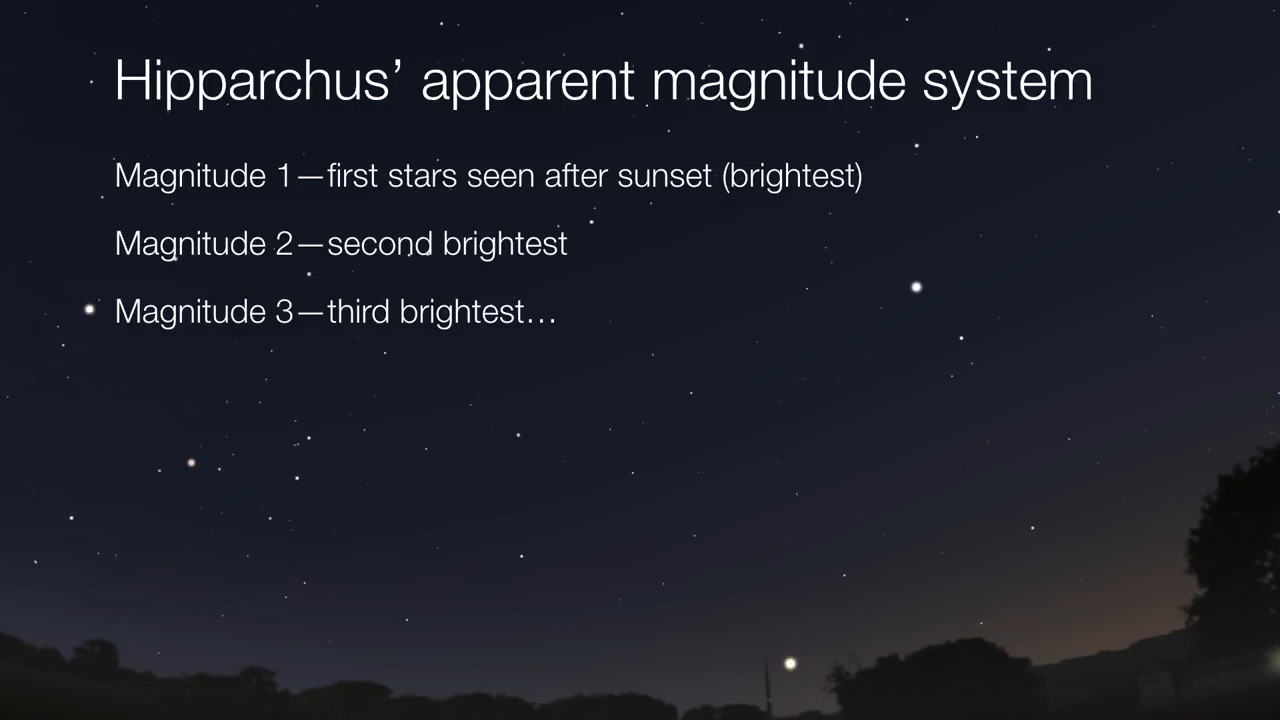 Hipparchus’ apparent magnitude system
Magnitude 1—first stars seen after sunset (brightest)
Magnitude 2—second brightest
Magnitude 3—third brightest…